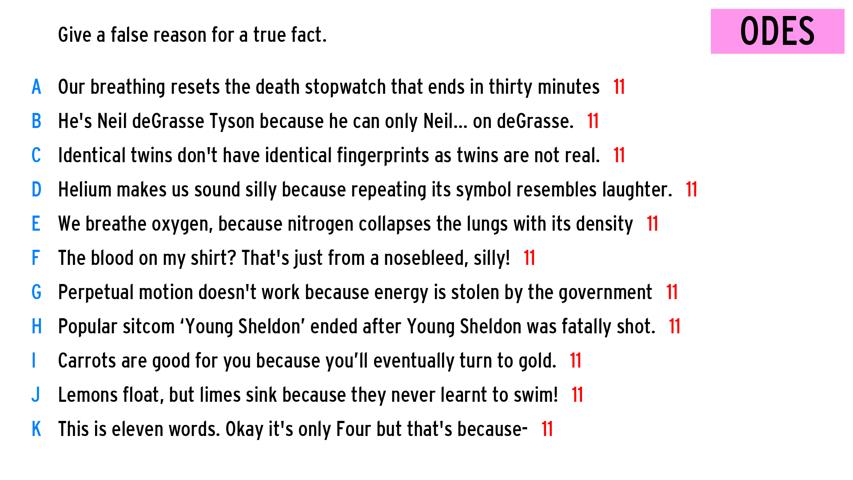 Give a false reason for a true fact.
ODES
A Our breathing resets the death stopwatch that ends in thirty minutes 11
B He's Neil deGrasse Tyson because he can only Neil... on deGrasse. 11
C Identical twins don't have identical fingerprints as twins are not real. 11
D Helium makes us sound silly because repeating its symbol resembles laughter. 11
E We breathe oxygen, because nitrogen collapses the lungs with its density 11
F The blood on my shirt? That's just from a nosebleed, silly! 11
G Perpetual motion doesn't work because energy is stolen by the government 11
H Popular sitcom ‘Young Sheldon’ ended after Young Sheldon was fatally shot. 11
I Carrots are good for you because you’ll eventually turn to gold. 11
J Lemons float, but limes sink because they never learnt to swim! 11
K This is eleven words. Okay it's only Four but that's because- 11